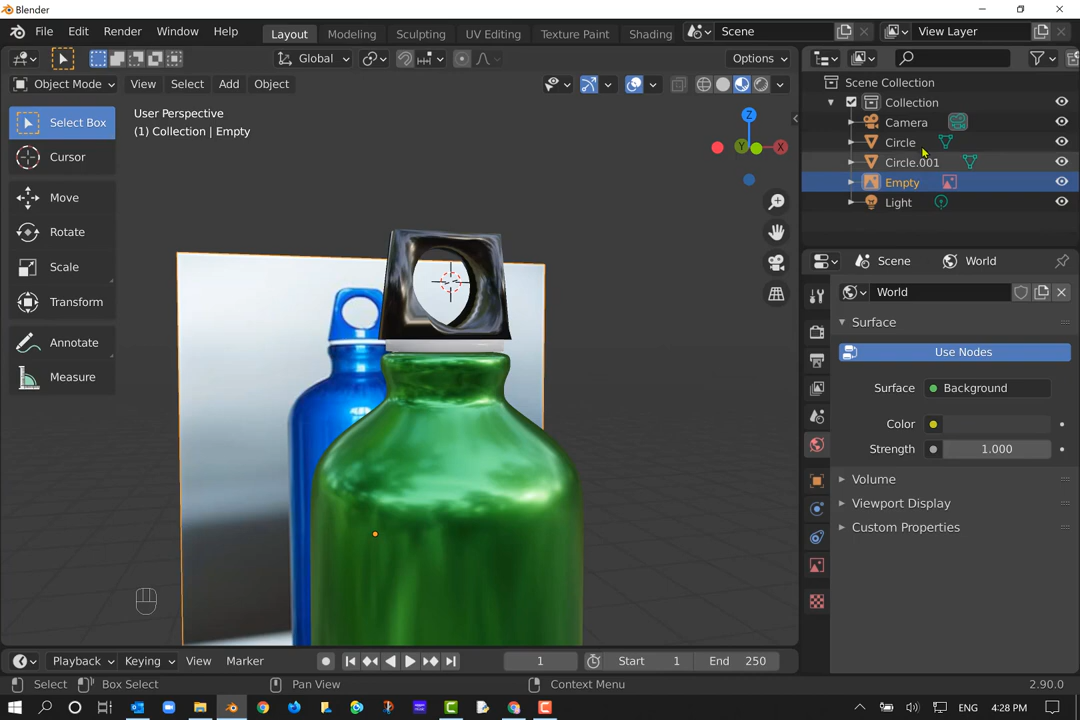 Blender
File Edit Render Window Help Layout Modeling Sculpting UV Editing Texture Paint Shading Scene View Layer
Global Options
Object Mode View Select Add Object
Select Box
Cursor
Move
Rotate
Scale
Transform
Annotate
Measure
User Perspective
(1) Collection | Empty
Z
Y
X
Scene Collection
Collection
Camera
Circle
Circle.001
Empty
Light
Scene World
World
Surface
Use Nodes
Surface Background
Color
Strength 1.000
Volume
Viewport Display
Custom Properties
Playback Keying View Marker 1 Start 1 End 250
Select Box Select Pan View Context Menu 2.90.0
ENG 4:28 PM